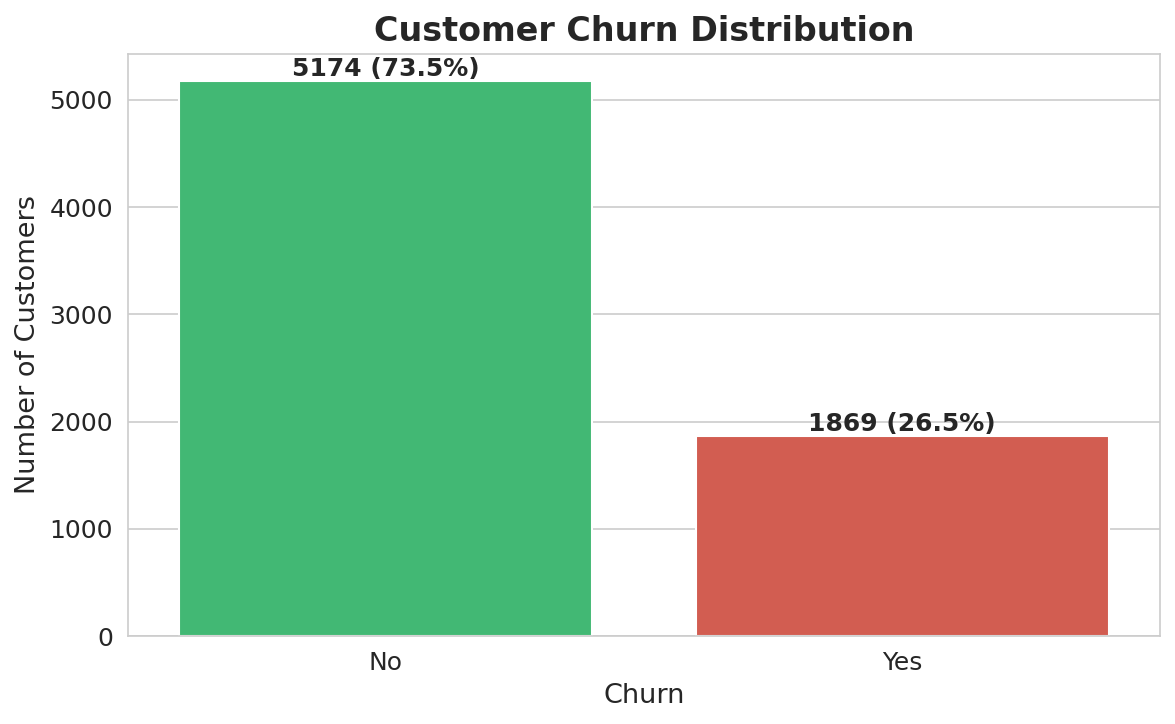 Customer Churn Distribution
5174 (73.5%)
5000
4000
3000
2000
1000
0
Number of Customers
1869 (26.5%)
No
Yes
Churn